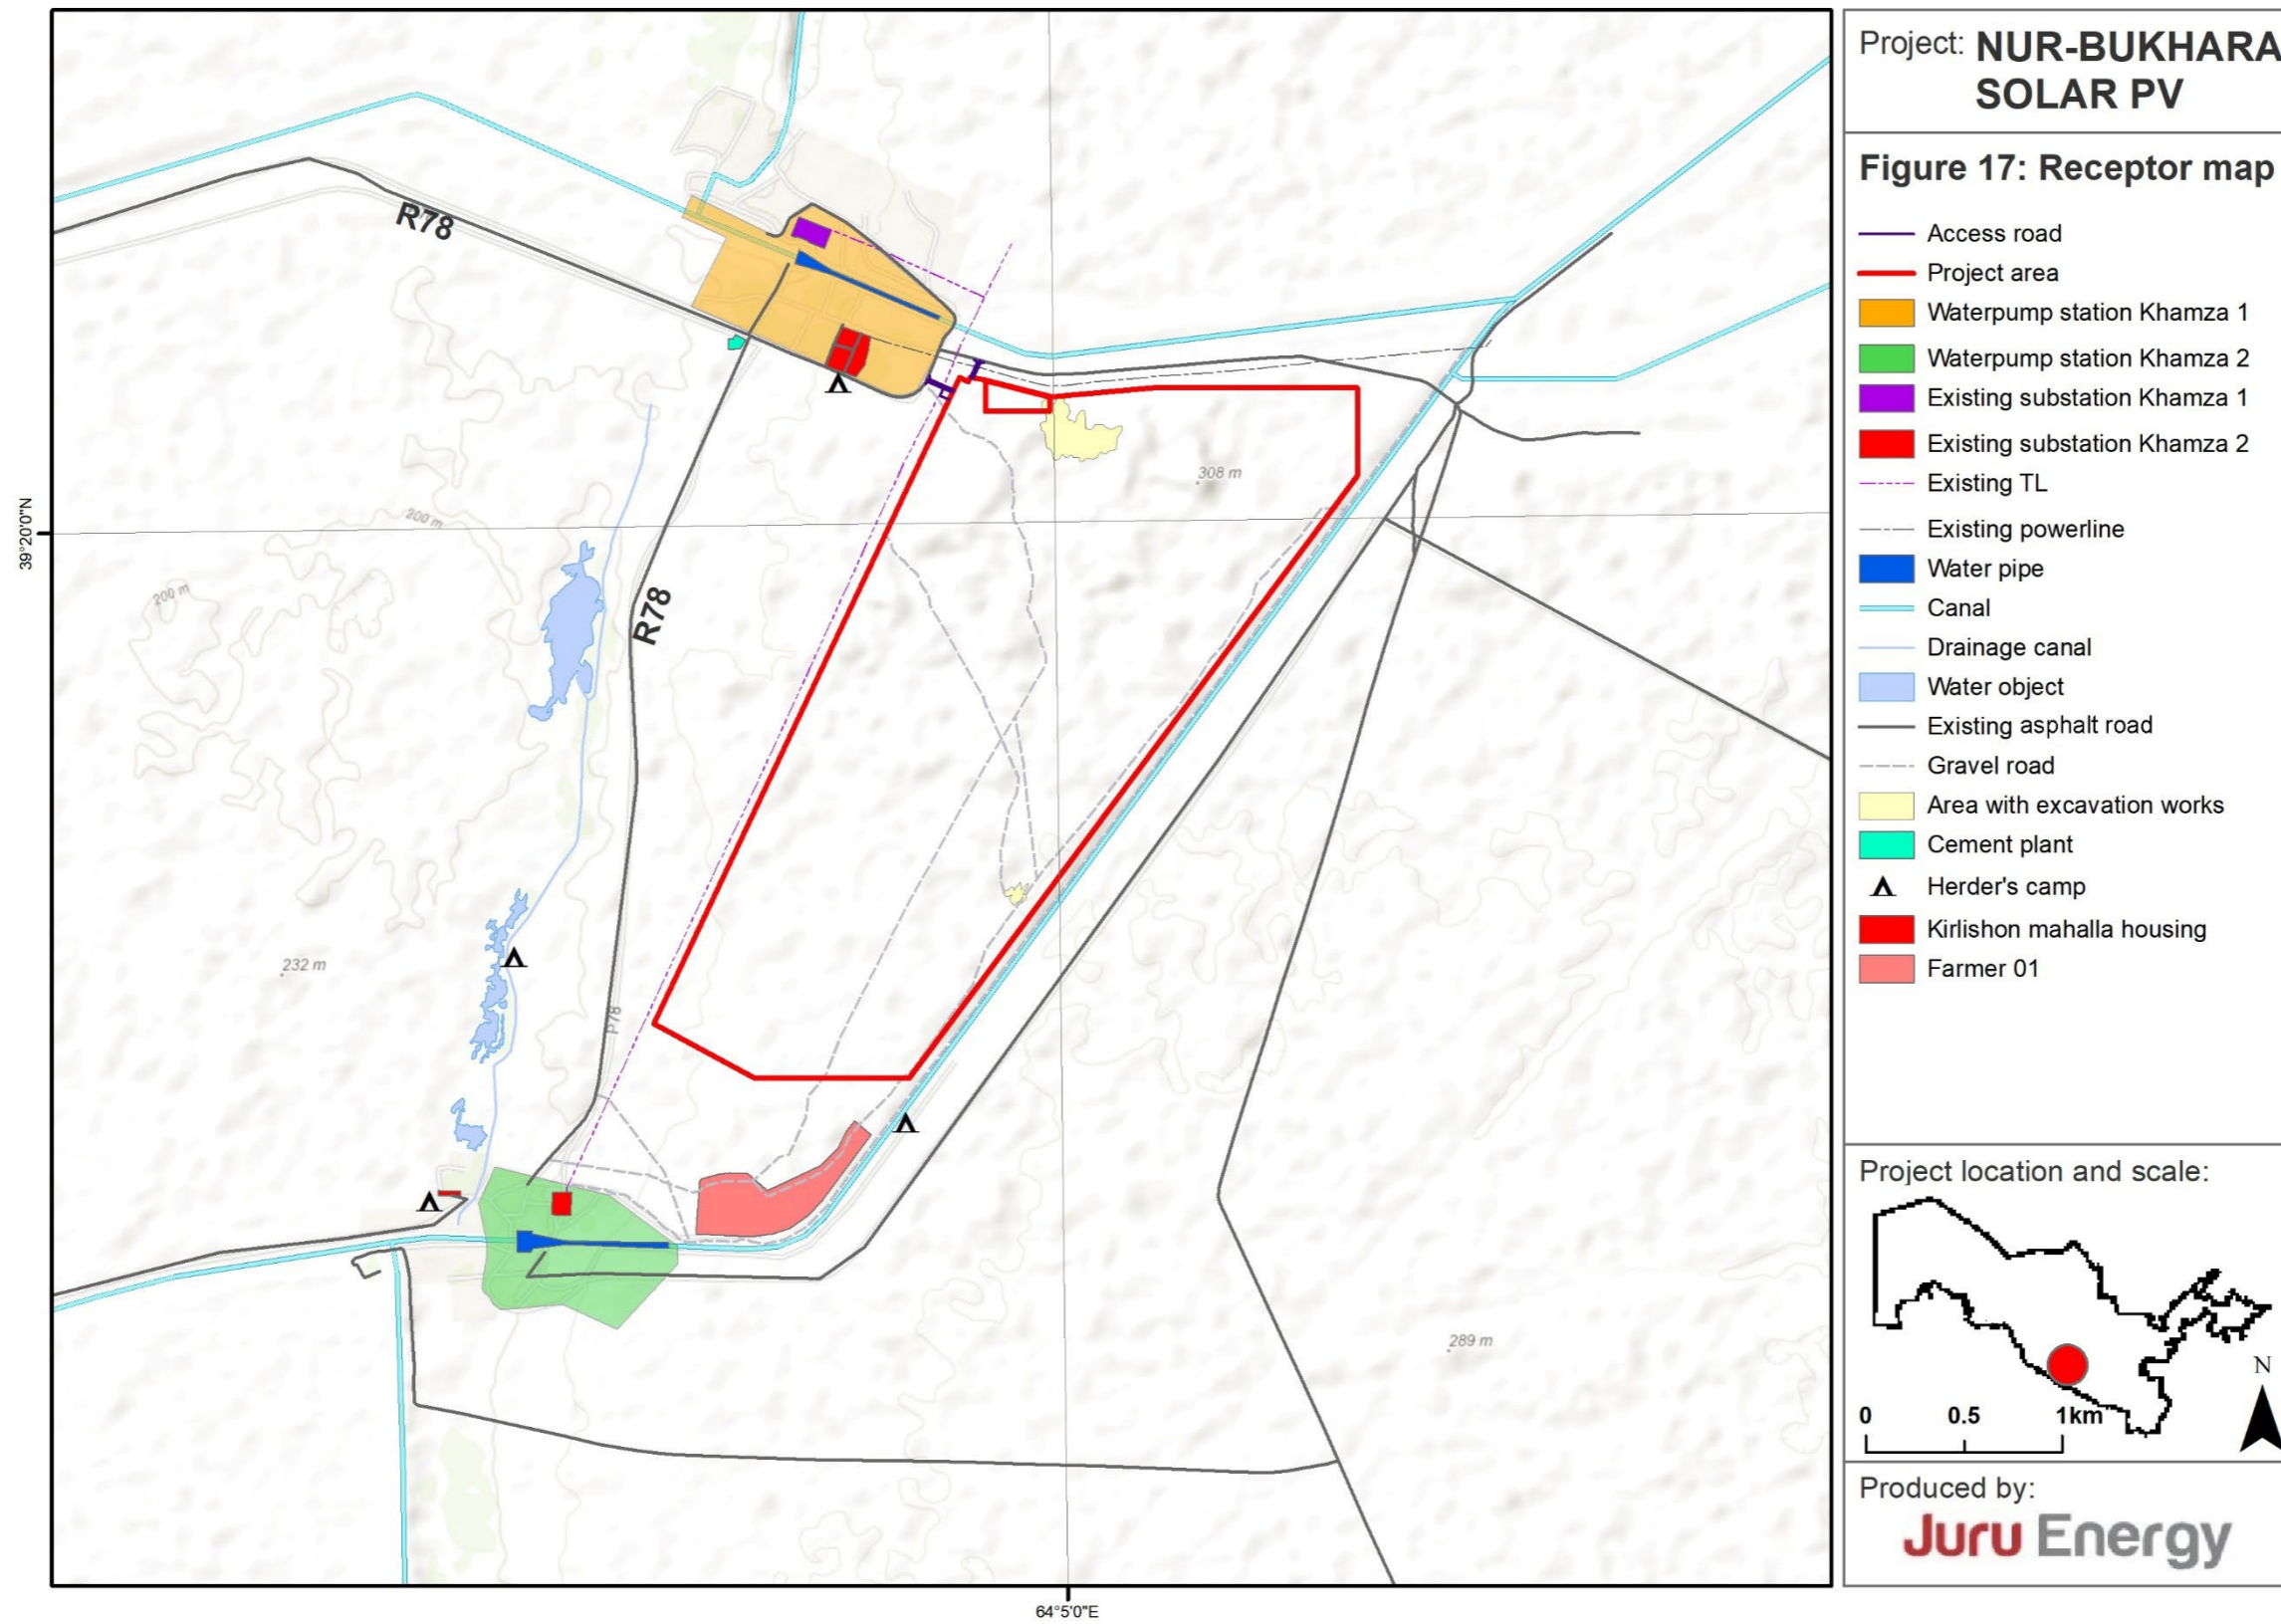 Project: NUR-BUKHARA
SOLAR PV
Figure 17: Receptor map
Access road
Project area
Waterpump station Khamza 1
Waterpump station Khamza 2
Existing substation Khamza 1
Existing substation Khamza 2
Existing TL
Existing powerline
Water pipe
Canal
Drainage canal
Water object
Existing asphalt road
Gravel road
Area with excavation works
Cement plant
Herder's camp
Kirlishon mahalla housing
Farmer 01
Project location and scale:
N
0 0.5 1km
Produced by:
Juru Energy
R78
308 m
39°20'0"N
200 m
200 m
R78
232 m
P78
289 m
64°5'0"E